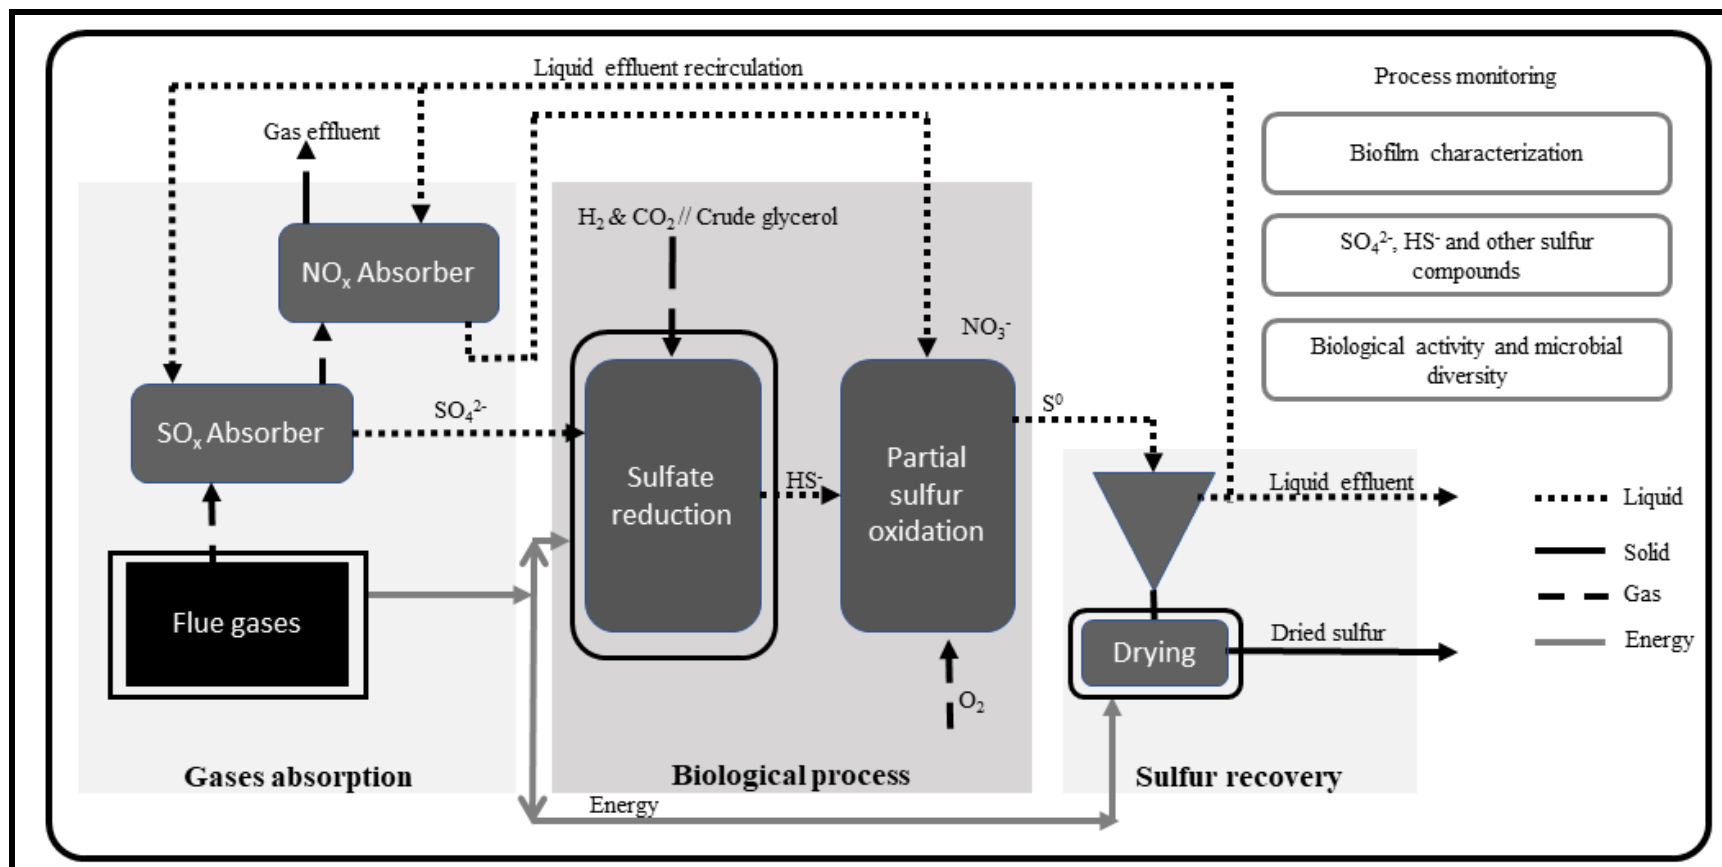 Liquid effluent recirculation
Process monitoring
Gas effluent
Biofilm characterization
H₂ & CO₂ // Crude glycerol
SO₄²⁻, HS⁻ and other sulfur
compounds
NOₓ Absorber
NO₃⁻
Biological activity and microbial
diversity
SO₄²⁻
S⁰
SOₓ Absorber
Sulfate
reduction
HS⁻
Partial
sulfur
oxidation
Liquid effluent
Liquid
Solid
Gas
Energy
Flue gases
Dried sulfur
Drying
O₂
Gases absorption
Biological process
Sulfur recovery
Energy